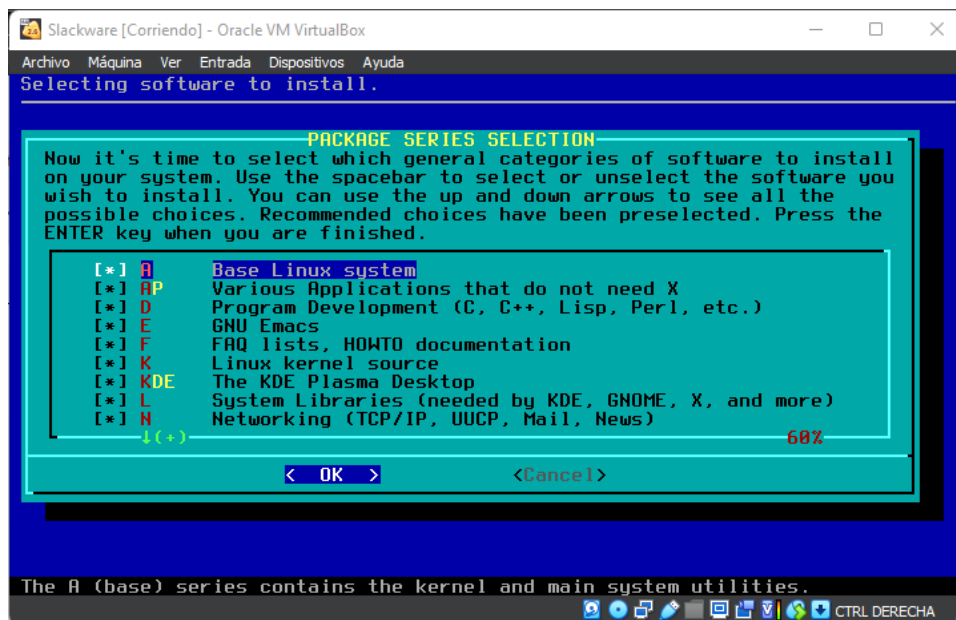 Slackware [Corriendo] - Oracle VM VirtualBox
Archivo Máquina Ver Entrada Dispositivos Ayuda
Selecting software to install.
PACKAGE SERIES SELECTION
Now it's time to select which general categories of software to install
on your system. Use the spacebar to select or unselect the software you
wish to install. You can use the up and down arrows to see all the
possible choices. Recommended choices have been preselected. Press the
ENTER key when you are finished.
[*] A Base Linux system
[*] AP Various Applications that do not need X
[*] D Program Development (C, C++, Lisp, Perl, etc.)
[*] E GNU Emacs
[*] F FAQ lists, HOWTO documentation
[*] K Linux kernel source
[*] KDE The KDE Plasma Desktop
[*] L System Libraries (needed by KDE, GNOME, X, and more)
[*] N Networking (TCP/IP, UUCP, Mail, News)
↓(+) 60%
< OK > <Cancel>
The A (base) series contains the kernel and main system utilities.
CTRL DERECHA